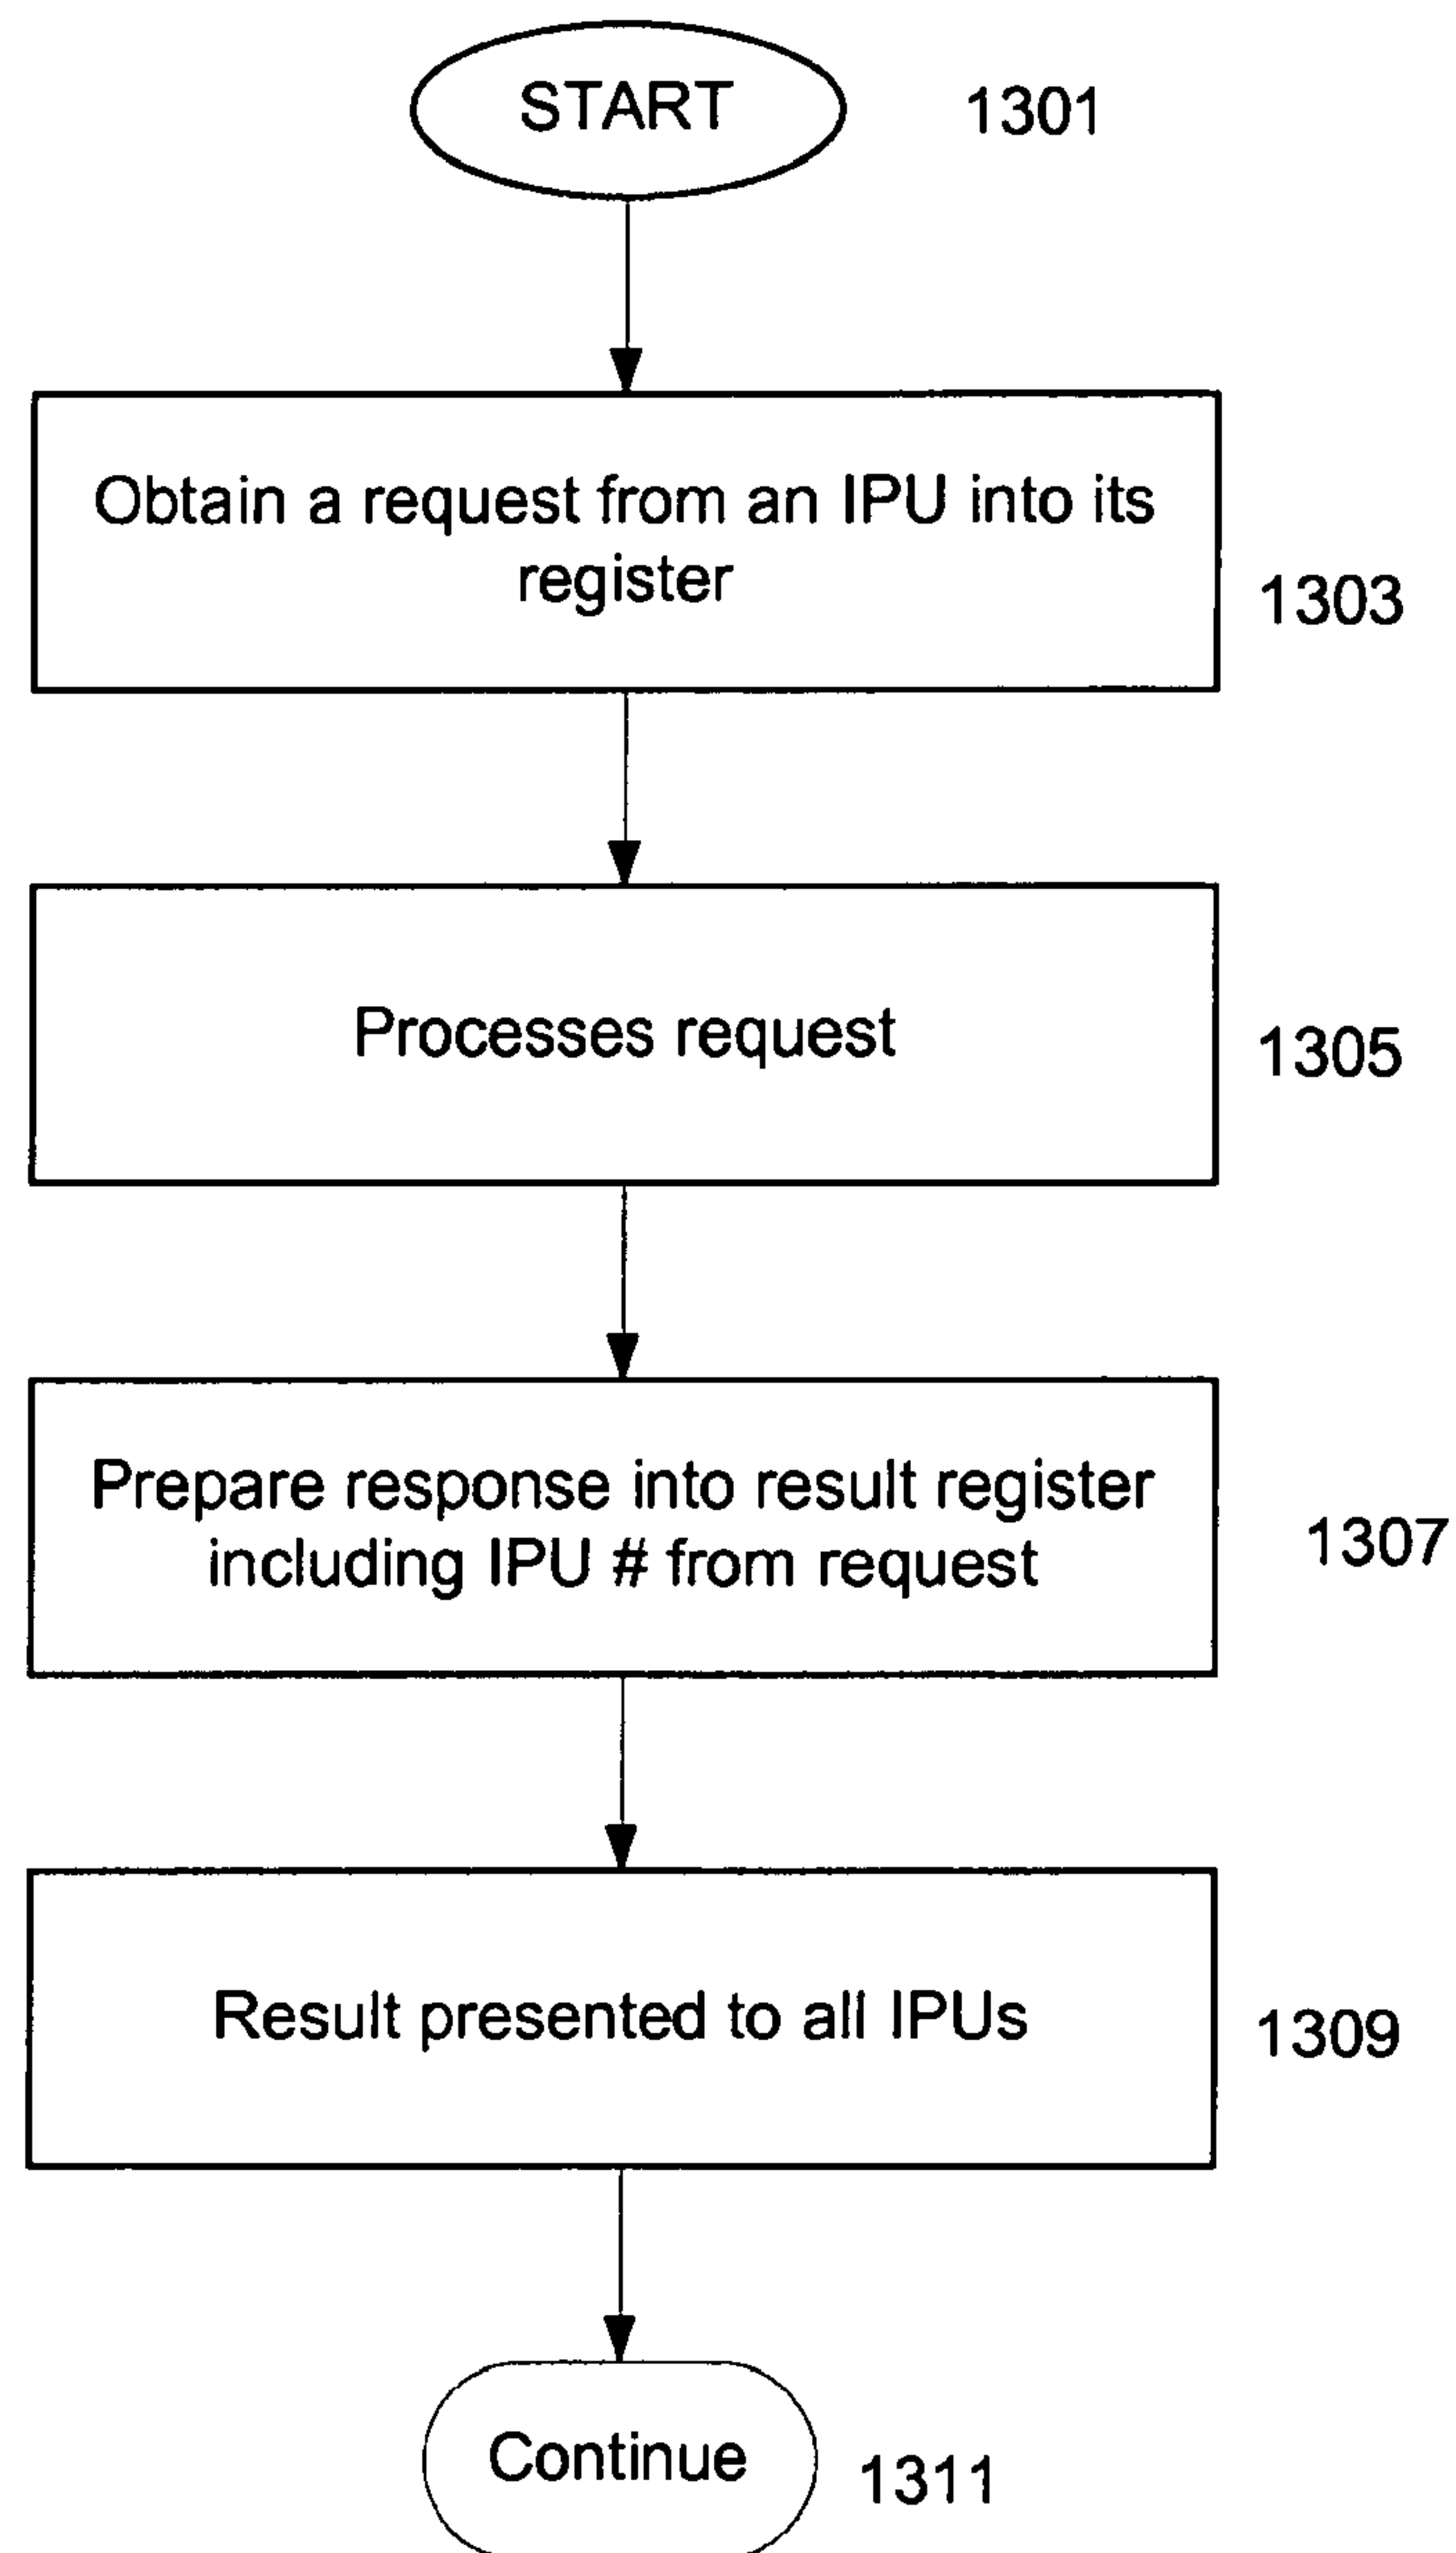 START
1301
Obtain a request from an IPU into its
register
1303
Processes request
1305
Prepare response into result register
including IPU # from request
1307
Result presented to all IPUs
1309
Continue
1311